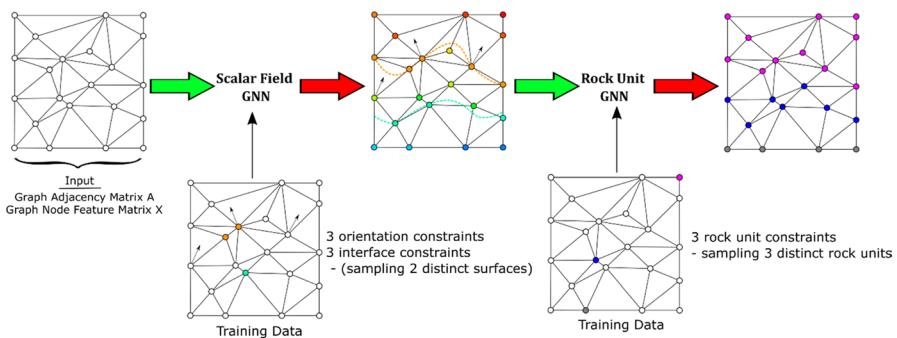 Scalar Field
GNN
Rock Unit
GNN
Input
Graph Adjacency Matrix A
Graph Node Feature Matrix X
3 orientation constraints
3 interface constraints
- (sampling 2 distinct surfaces)
Training Data
3 rock unit constraints
- sampling 3 distinct rock units
Training Data